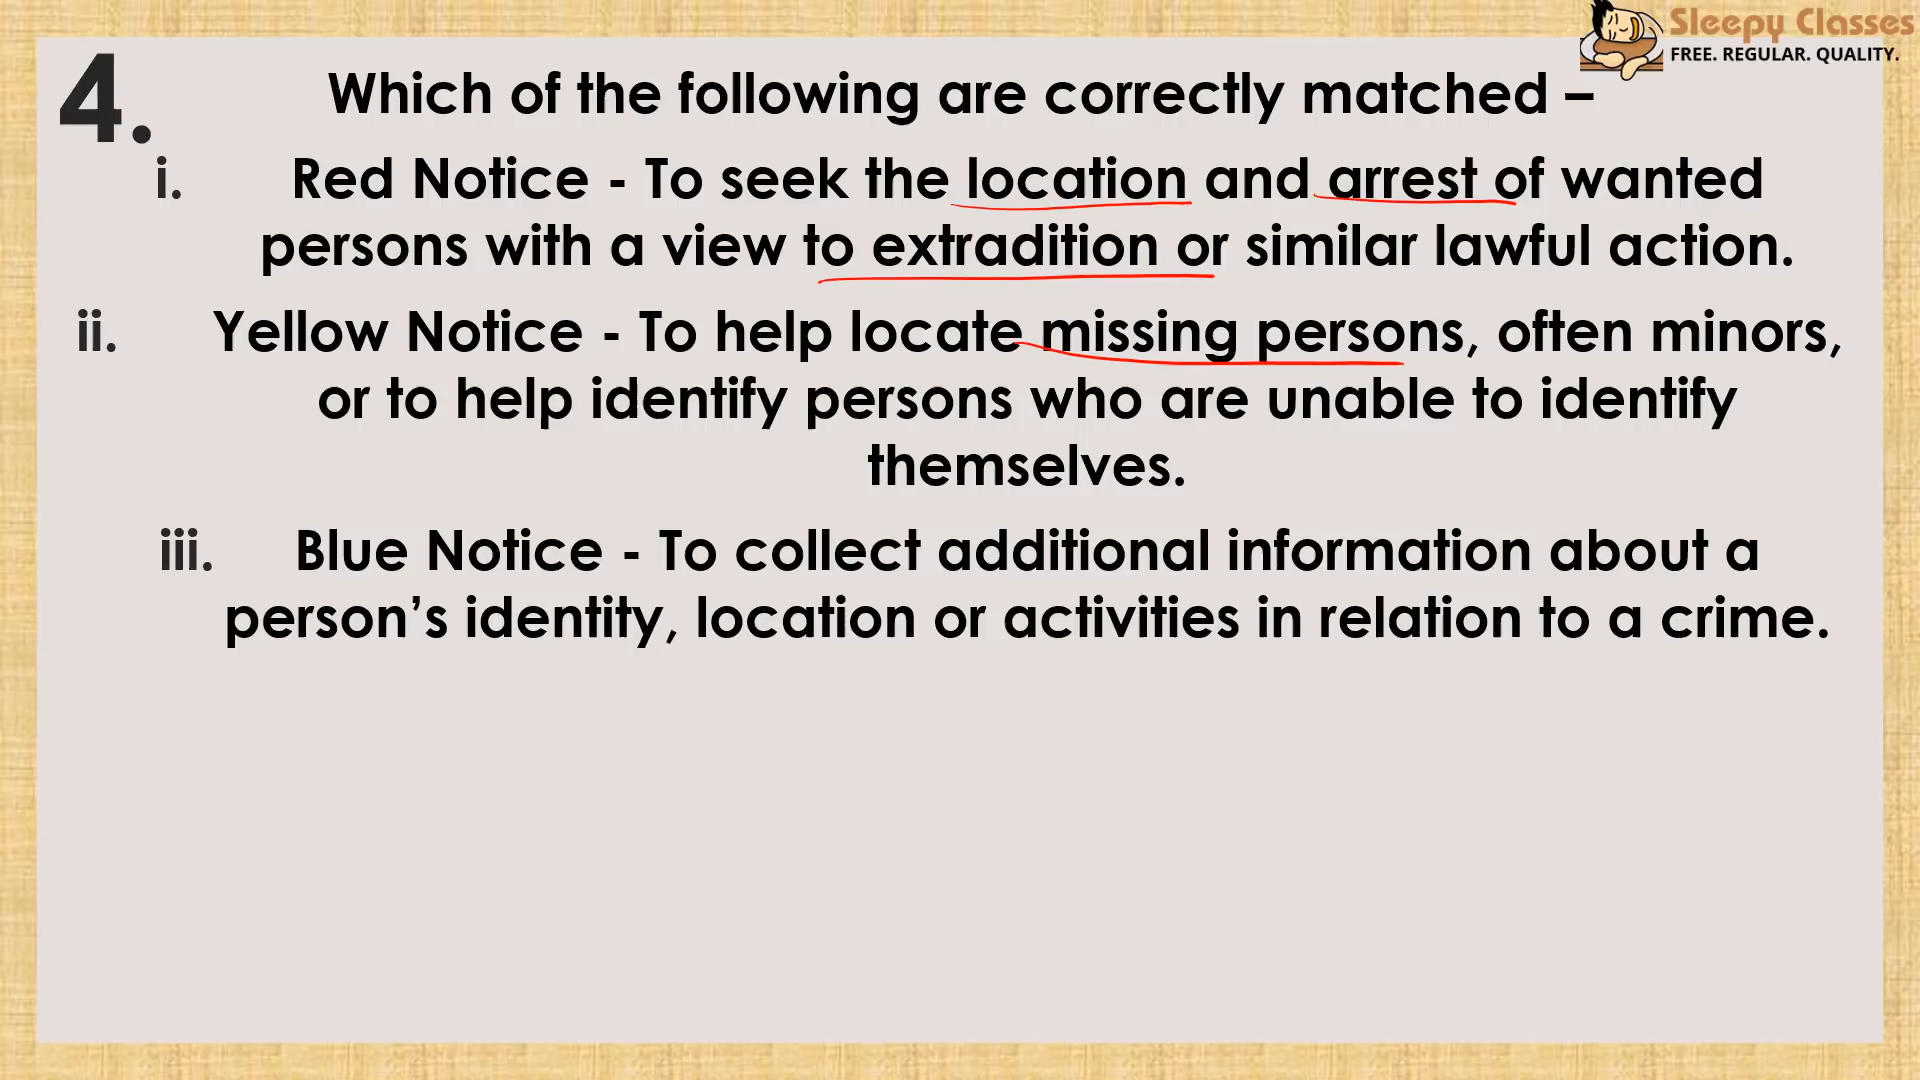 Sleepy Classes
FREE. REGULAR. QUALITY.
4. Which of the following are correctly matched –
i. Red Notice - To seek the location and arrest of wanted
persons with a view to extradition or similar lawful action.
ii. Yellow Notice - To help locate missing persons, often minors,
or to help identify persons who are unable to identify
themselves.
iii. Blue Notice - To collect additional information about a
person’s identity, location or activities in relation to a crime.